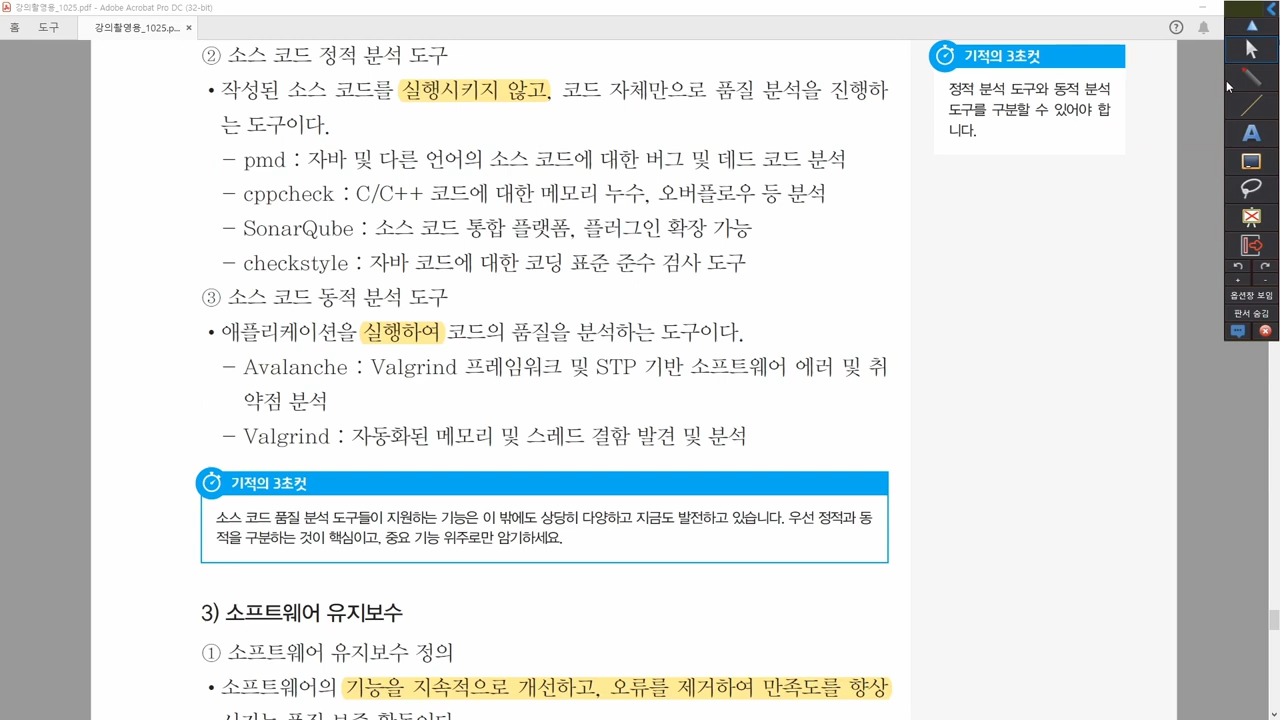 강의촬영용_1025.pdf - Adobe Acrobat Pro DC (32-bit)
홈 도구 강의촬영용_1025.p... ×
② 소스 코드 정적 분석 도구
• 작성된 소스 코드를 실행시키지 않고, 코드 자체만으로 품질 분석을 진행하
는 도구이다.
– pmd : 자바 및 다른 언어의 소스 코드에 대한 버그 및 데드 코드 분석
– cppcheck : C/C++ 코드에 대한 메모리 누수, 오버플로우 등 분석
– SonarQube : 소스 코드 통합 플랫폼, 플러그인 확장 가능
– checkstyle : 자바 코드에 대한 코딩 표준 준수 검사 도구
③ 소스 코드 동적 분석 도구
• 애플리케이션을 실행하여 코드의 품질을 분석하는 도구이다.
– Avalanche : Valgrind 프레임워크 및 STP 기반 소프트웨어 에러 및 취
약점 분석
– Valgrind : 자동화된 메모리 및 스레드 결함 발견 및 분석
기적의 3초컷
소스 코드 품질 분석 도구들이 지원하는 기능은 이 밖에도 상당히 다양하고 지금도 발전하고 있습니다. 우선 정적과 동
적을 구분하는 것이 핵심이고, 중요 기능 위주로만 암기하세요.
3) 소프트웨어 유지보수
① 소프트웨어 유지보수 정의
• 소프트웨어의 기능을 지속적으로 개선하고, 오류를 제거하여 만족도를 향상
시키는 품질 보증 활동이다.
기적의 3초컷
정적 분석 도구와 동적 분석
도구를 구분할 수 있어야 합
니다.
옵션창 보임
판서 숨김